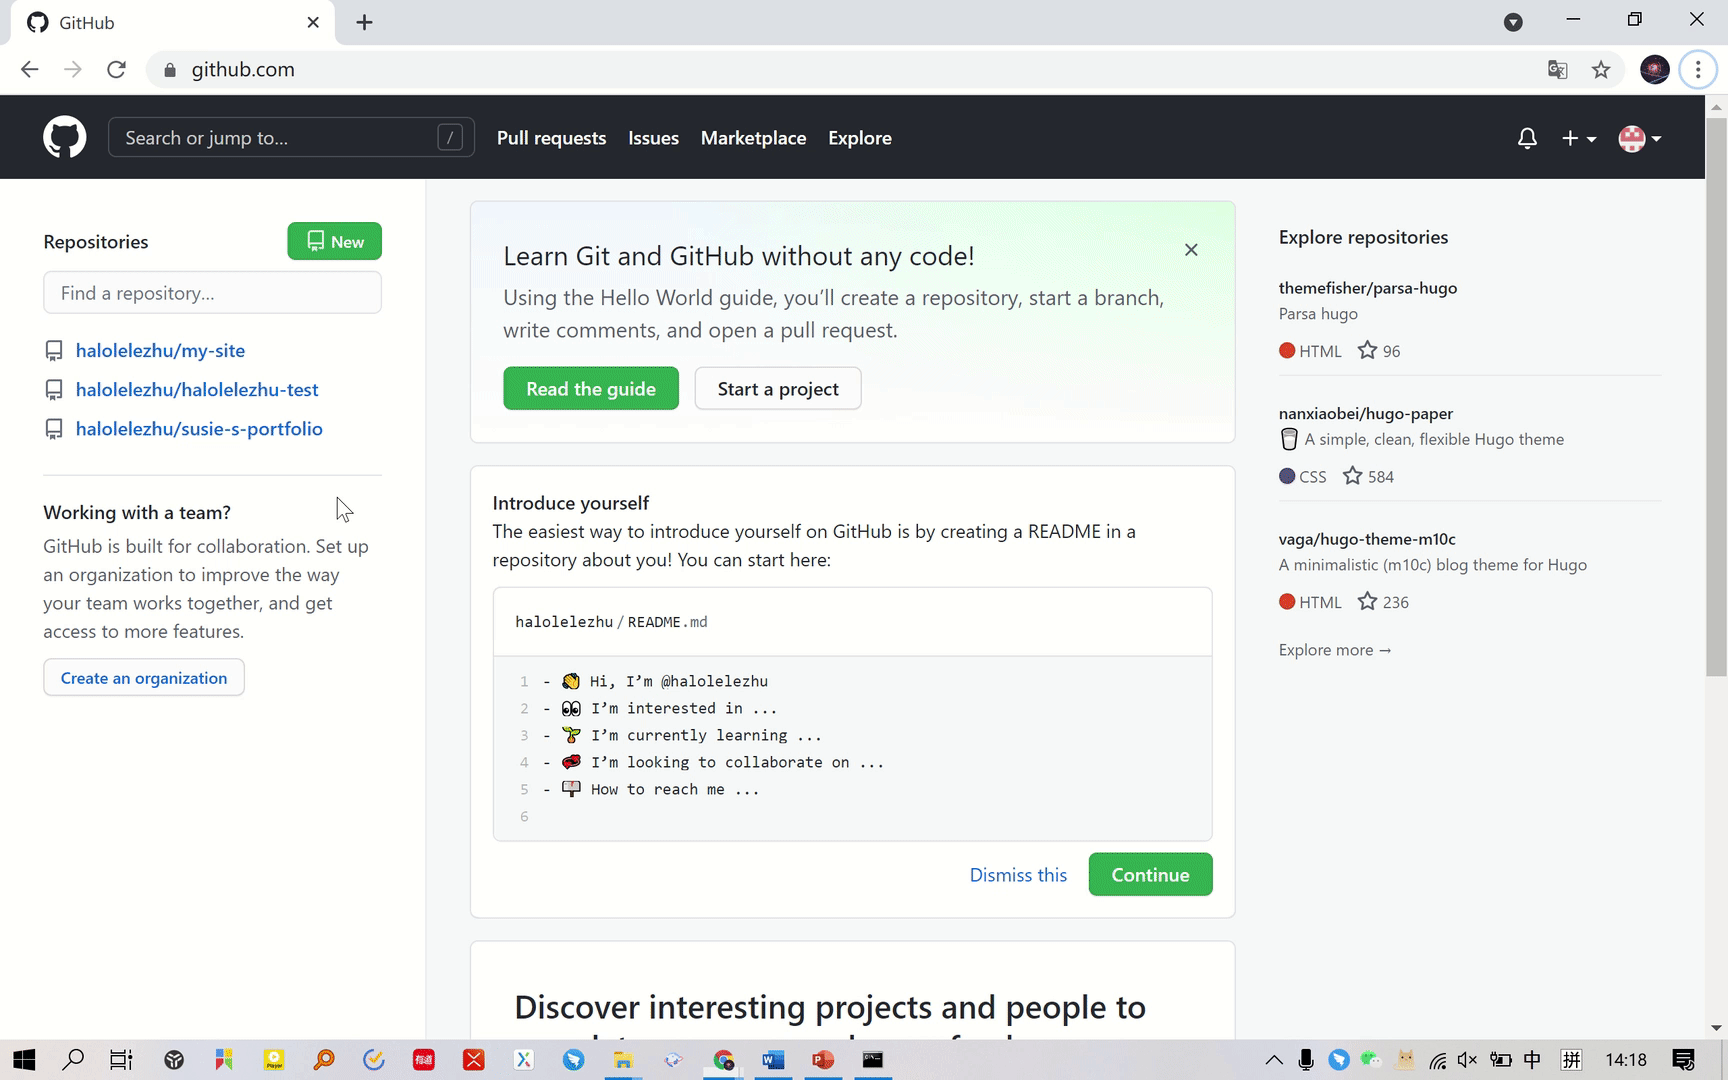 GitHub
github.com
Search or jump to... /
Pull requests Issues Marketplace Explore
Repositories
New
Find a repository...
halolelezhu/my-site
halolelezhu/halolelezhu-test
halolelezhu/susie-s-portfolio
Working with a team?
GitHub is built for collaboration. Set up
an organization to improve the way
your team works together, and get
access to more features.
Create an organization
Learn Git and GitHub without any code!
Using the Hello World guide, you’ll create a repository, start a branch,
write comments, and open a pull request.
Read the guide Start a project
Introduce yourself
The easiest way to introduce yourself on GitHub is by creating a README in a
repository about you! You can start here:
halolelezhu / README.md
1 - 👋 Hi, I’m @halolelezhu
2 - 👀 I’m interested in ...
3 - 🌱 I’m currently learning ...
4 - 💞️ I’m looking to collaborate on ...
5 - 📫 How to reach me ...
6
Dismiss this Continue
Discover interesting projects and people to
Explore repositories
themefisher/parsa-hugo
Parsa hugo
HTML 96
nanxiaobei/hugo-paper
🥛 A simple, clean, flexible Hugo theme
CSS 584
vaga/hugo-theme-m10c
A minimalistic (m10c) blog theme for Hugo
HTML 236
Explore more →
中 拼 14:18